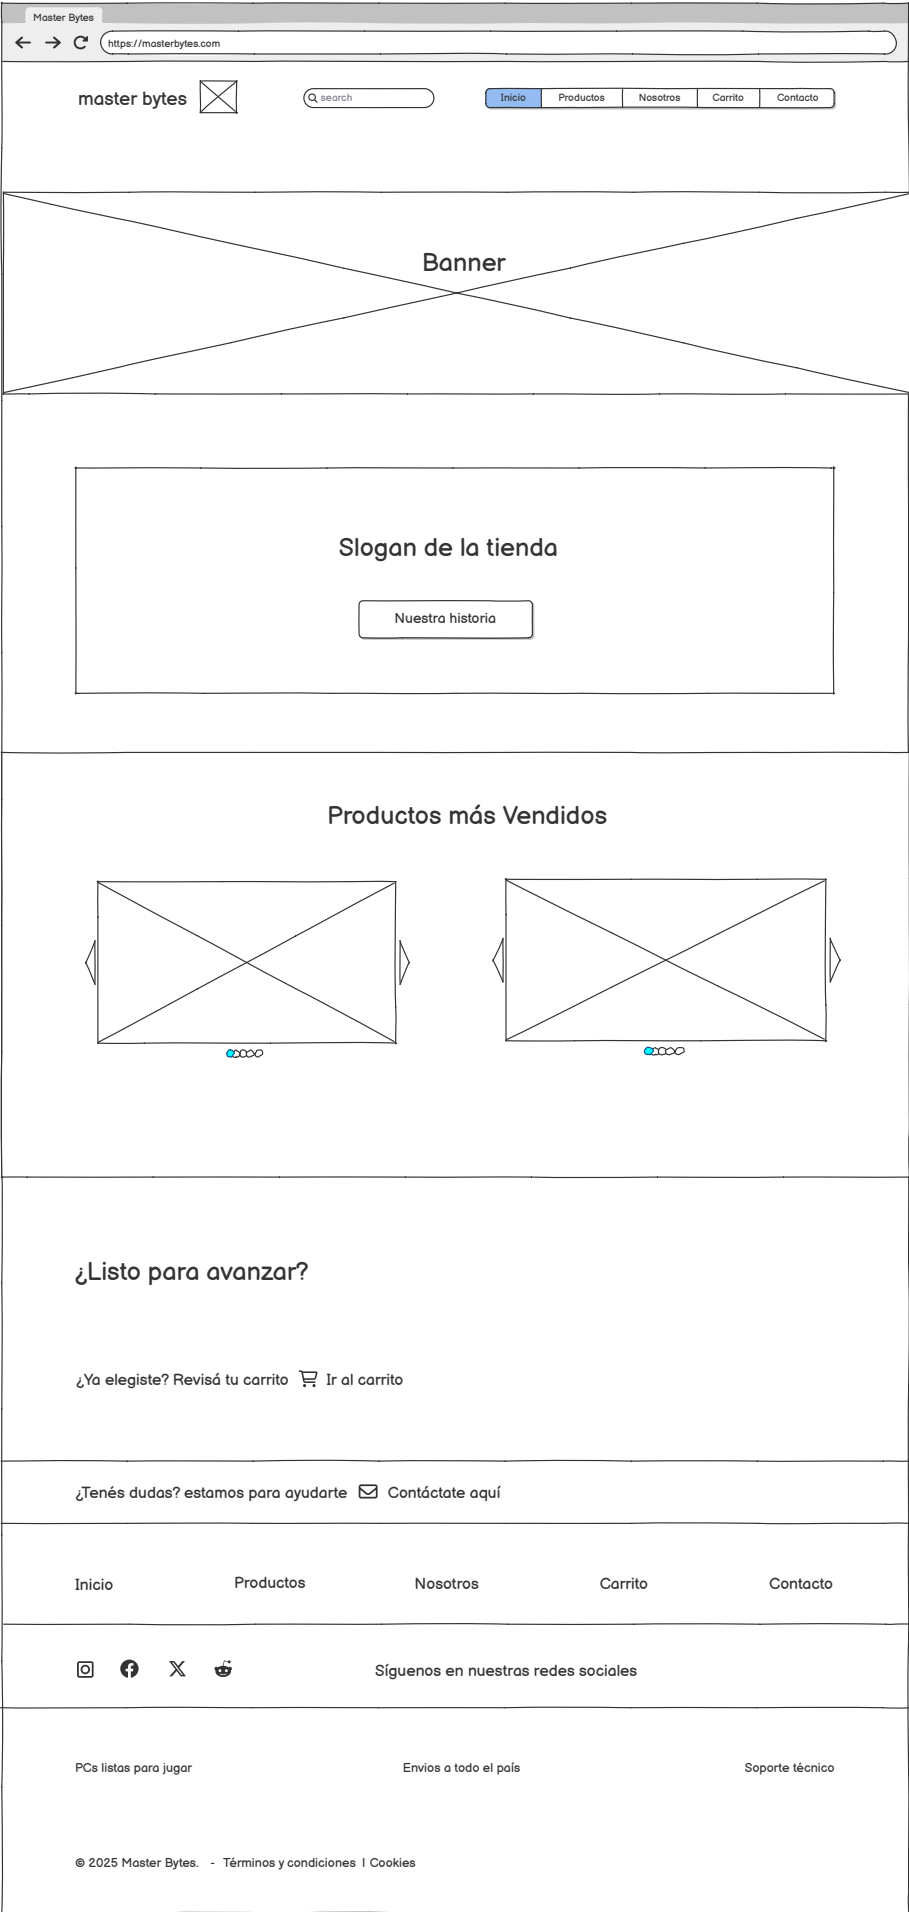 Master Bytes
https://masterbytes.com
master bytes
search
Inicio Productos Nosotros Carrito Contacto
Banner
Slogan de la tienda
Nuestra historia
Productos más Vendidos
¿Listo para avanzar?
¿Ya elegiste? Revisá tu carrito Ir al carrito
¿Tenés dudas? estamos para ayudarte Contáctate aquí
Inicio Productos Nosotros Carrito Contacto
Síguenos en nuestras redes sociales
PCs listas para jugar Envios a todo el país Soporte técnico
© 2025 Master Bytes. - Términos y condiciones | Cookies